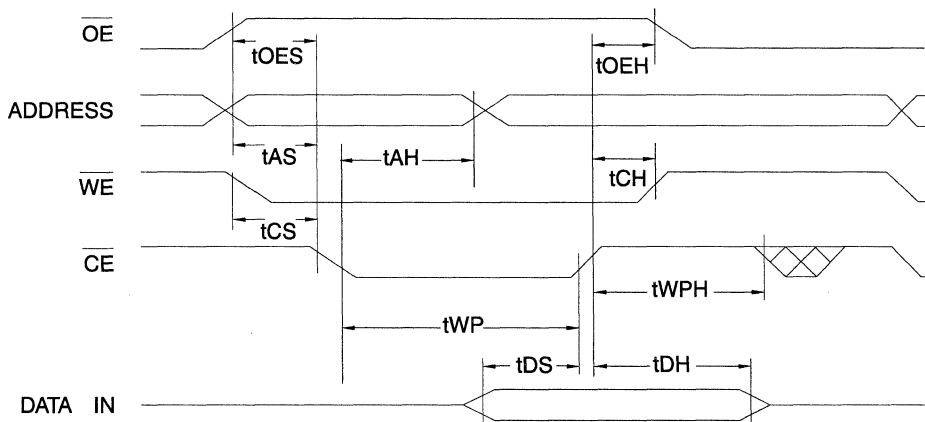 OE
tOES
tOEH
ADDRESS
tAS
tAH
WE
tCH
tCS
CE
tWPH
tWP
tDS
tDH
DATA IN